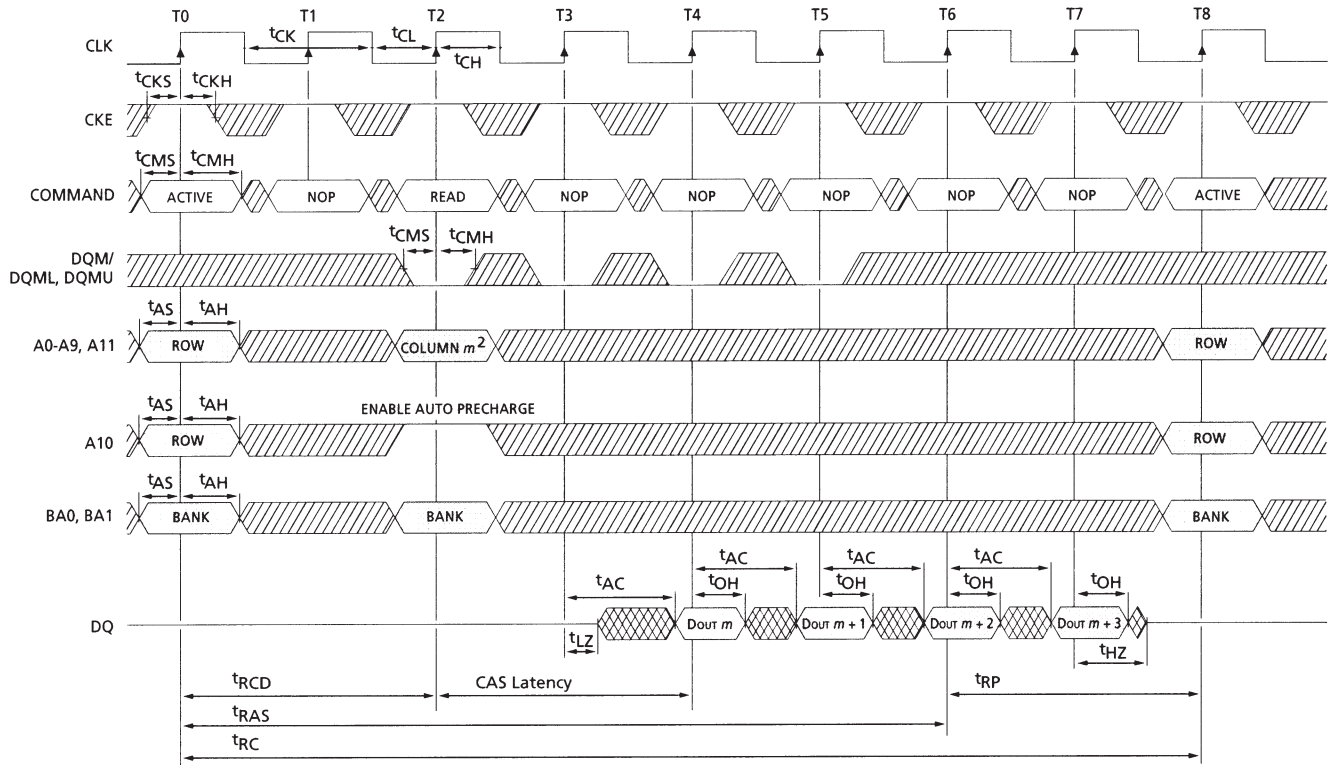 T0 T1 T2 T3 T4 T5 T6 T7 T8
CLK
tCK tCL
tCH
tCKS tCKH
CKE
tCMS tCMH
COMMAND ACTIVE NOP READ NOP NOP NOP NOP NOP ACTIVE
tCMS tCMH
DQM/
DQML, DQMU
tAS tAH
A0-A9, A11 ROW COLUMN m2 ROW
tAS tAH ENABLE AUTO PRECHARGE
A10 ROW ROW
tAS tAH
BA0, BA1 BANK BANK BANK
tAC tAC tAC
tAC tOH tOH tOH tOH
DQ DOUT m DOUT m + 1 DOUT m + 2 DOUT m + 3
tLZ tHZ
tRCD CAS Latency tRP
tRAS
tRC